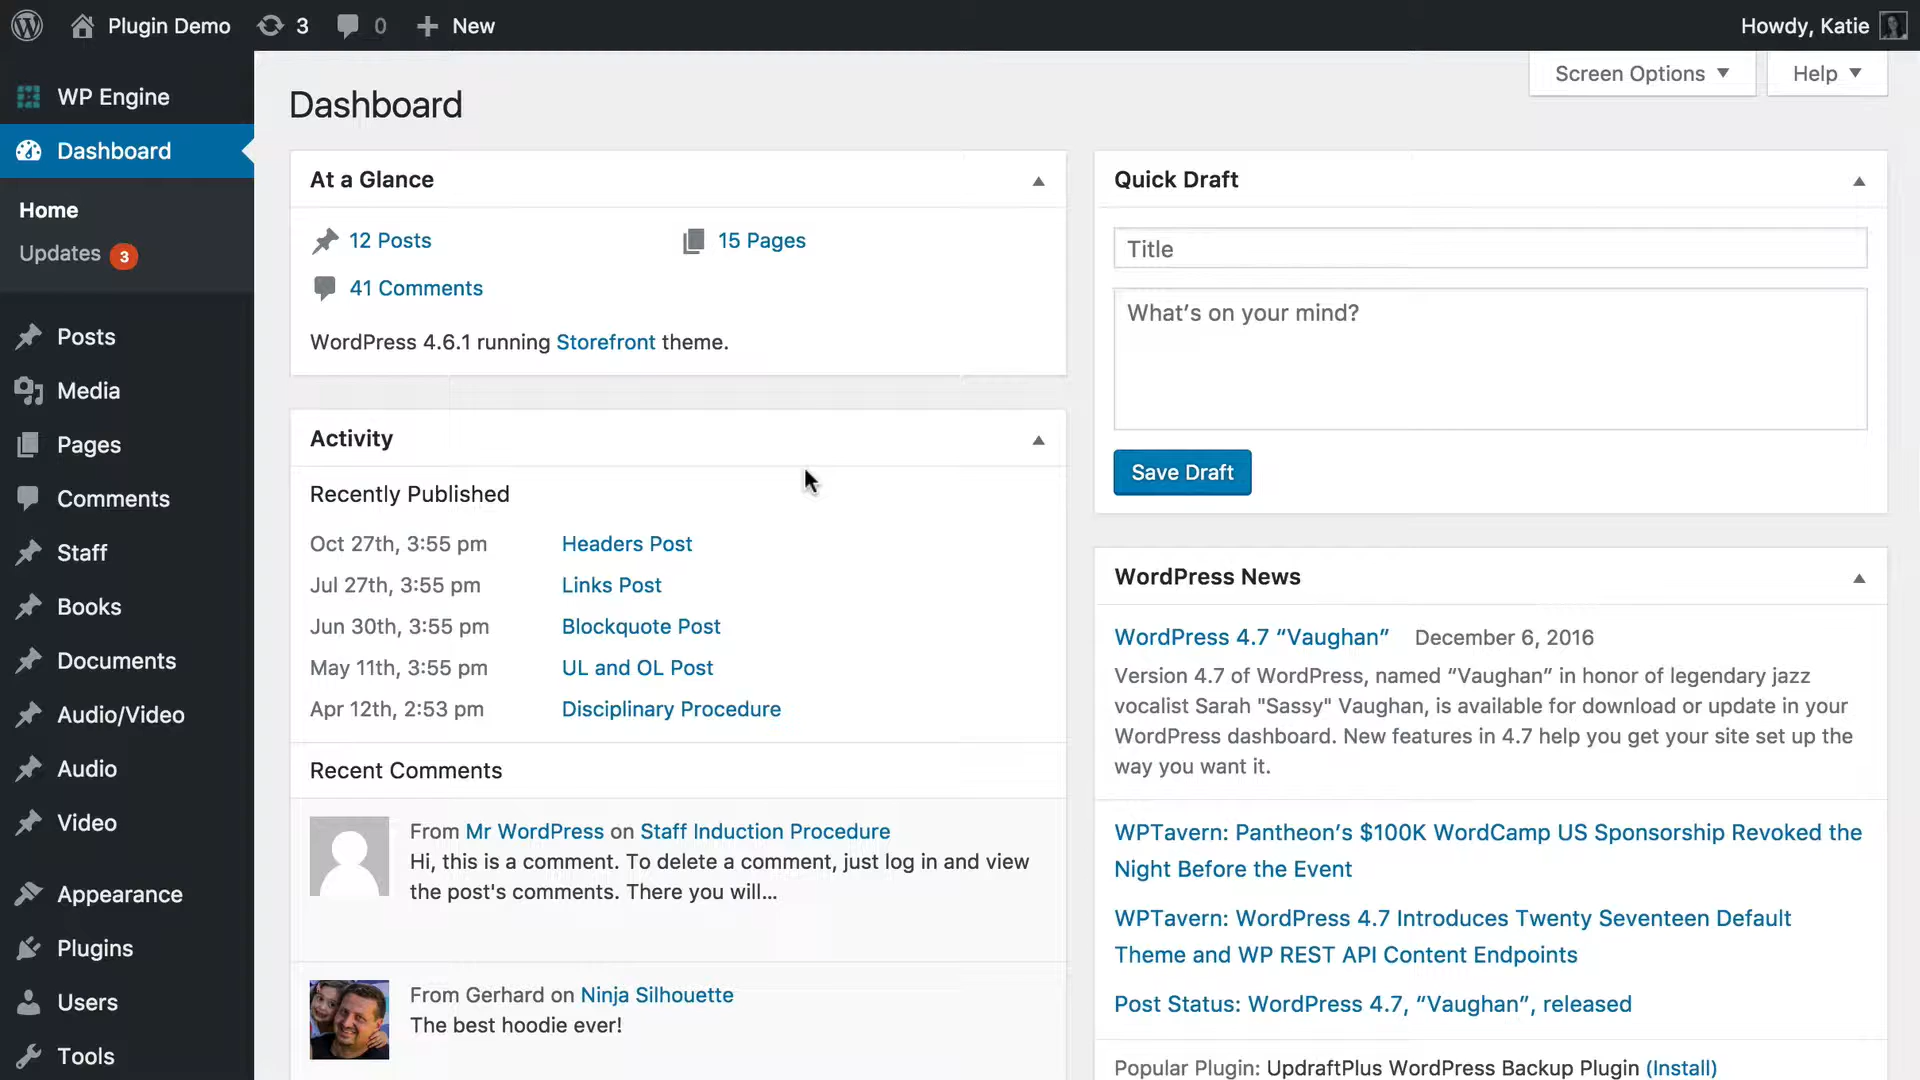 Plugin Demo
3
0
New
Howdy, Katie
WP Engine
Dashboard
Home
Updates 3
Posts
Media
Pages
Comments
Staff
Books
Documents
Audio/Video
Audio
Video
Appearance
Plugins
Users
Tools
Screen Options
Help
Dashboard
At a Glance
12 Posts
15 Pages
41 Comments
WordPress 4.6.1 running Storefront theme.
Activity
Recently Published
Oct 27th, 3:55 pm Headers Post
Jul 27th, 3:55 pm Links Post
Jun 30th, 3:55 pm Blockquote Post
May 11th, 3:55 pm UL and OL Post
Apr 12th, 2:53 pm Disciplinary Procedure
Recent Comments
From Mr WordPress on Staff Induction Procedure
Hi, this is a comment. To delete a comment, just log in and view
the post's comments. There you will…
From Gerhard on Ninja Silhouette
The best hoodie ever!
Quick Draft
Title
What’s on your mind?
Save Draft
WordPress News
WordPress 4.7 “Vaughan” December 6, 2016
Version 4.7 of WordPress, named “Vaughan” in honor of legendary jazz
vocalist Sarah "Sassy" Vaughan, is available for download or update in your
WordPress dashboard. New features in 4.7 help you get your site set up the
way you want it.
WPTavern: Pantheon’s $100K WordCamp US Sponsorship Revoked the
Night Before the Event
WPTavern: WordPress 4.7 Introduces Twenty Seventeen Default
Theme and WP REST API Content Endpoints
Post Status: WordPress 4.7, “Vaughan”, released
Popular Plugin: UpdraftPlus WordPress Backup Plugin (Install)